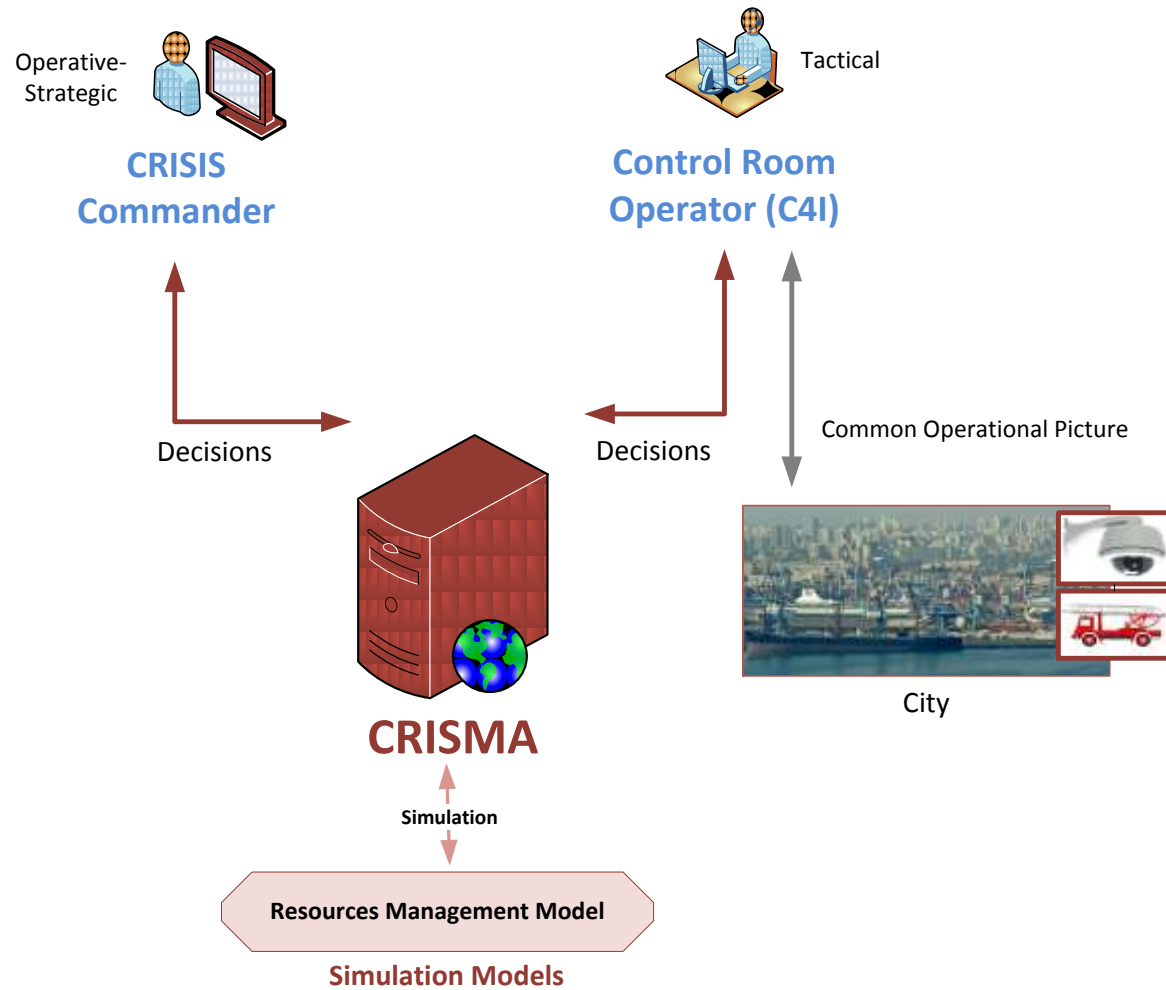 Operative-
Strategic
CRISIS
Commander
Tactical
Control Room
Operator (C4I)
Decisions
Decisions
Common Operational Picture
City
CRISMA
Simulation
Resources Management Model
Simulation Models